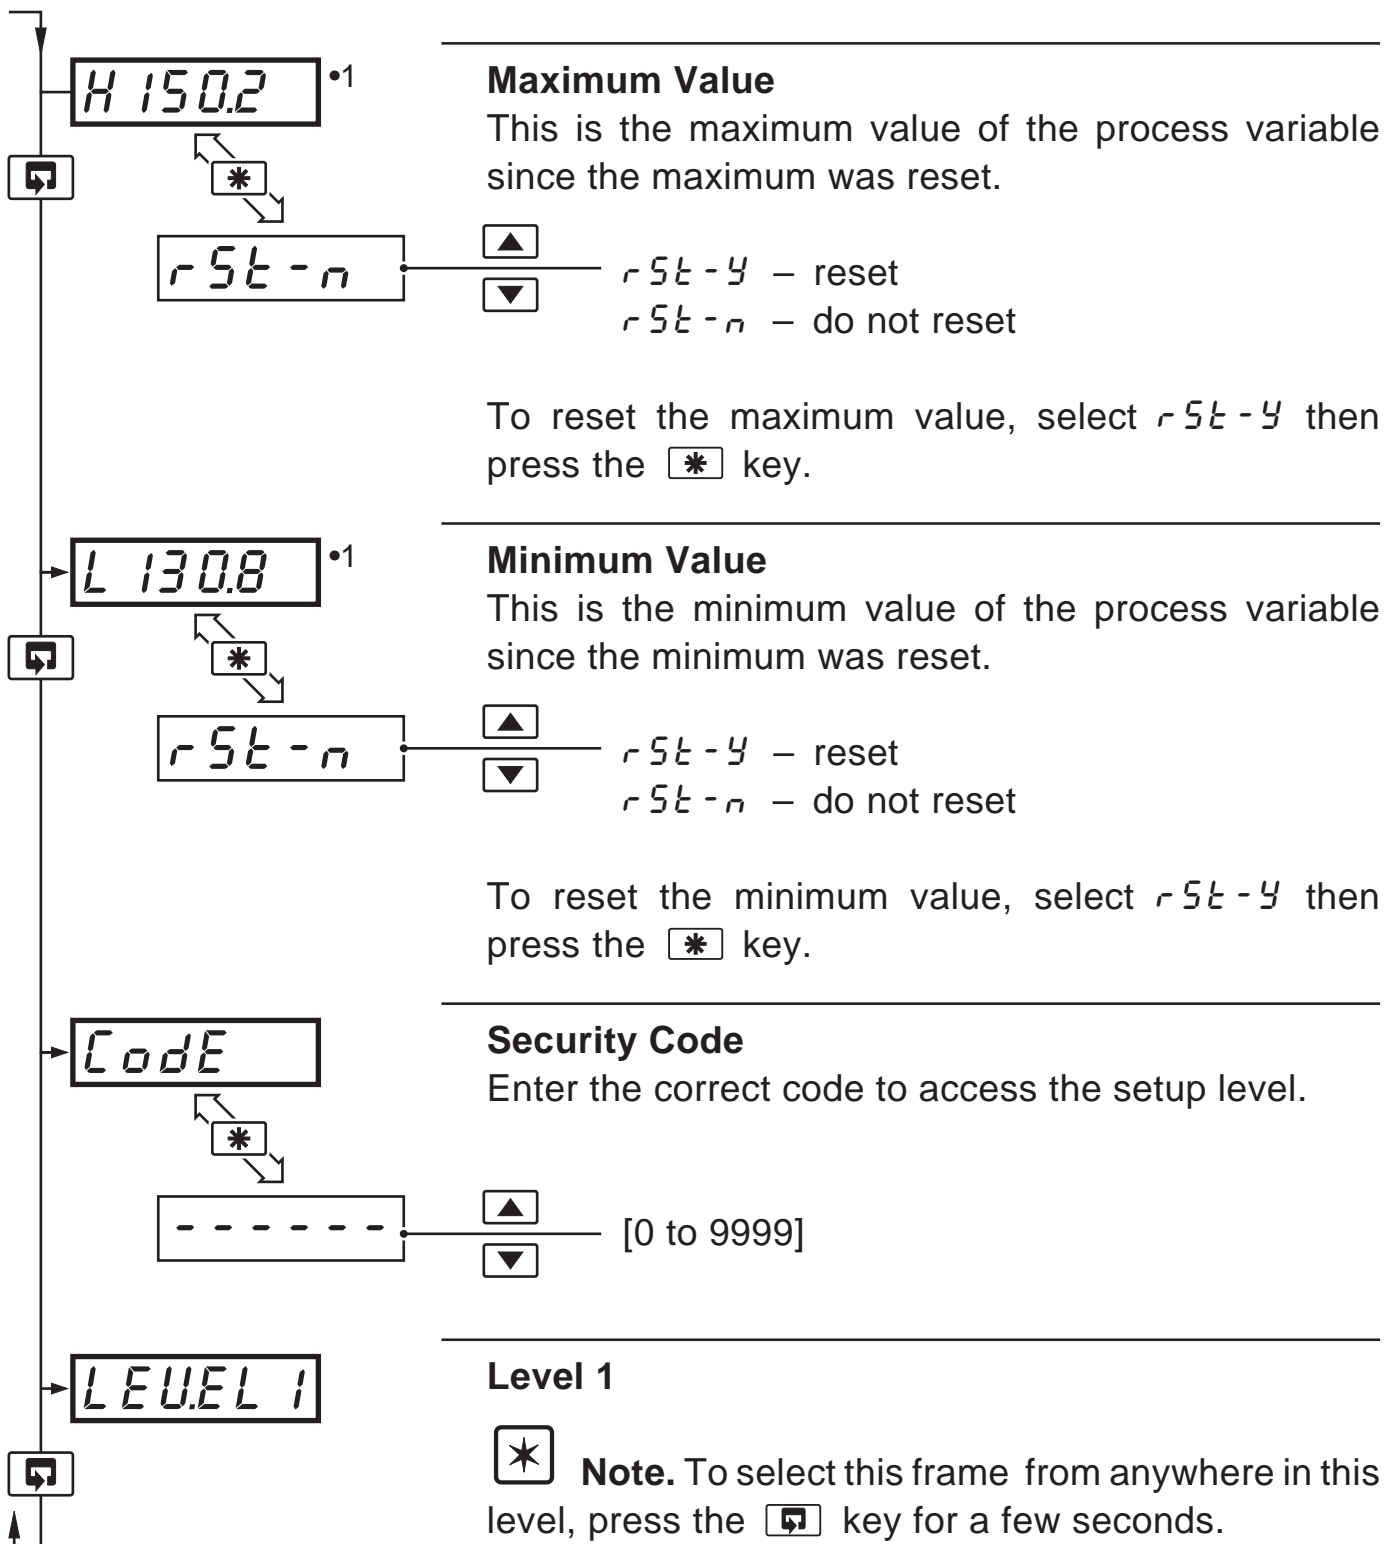 H 150.2 •1
Maximum Value
This is the maximum value of the process variable
since the maximum was reset.
rSt-n
rSt-Y – reset
rSt-n – do not reset
To reset the maximum value, select rSt-Y then
press the ✱ key.
L 130.8 •1
Minimum Value
This is the minimum value of the process variable
since the minimum was reset.
rSt-n
rSt-Y – reset
rSt-n – do not reset
To reset the minimum value, select rSt-Y then
press the ✱ key.
CodE
Security Code
Enter the correct code to access the setup level.
------
[0 to 9999]
LEV.EL 1
Level 1
Note. To select this frame from anywhere in this
level, press the key for a few seconds.